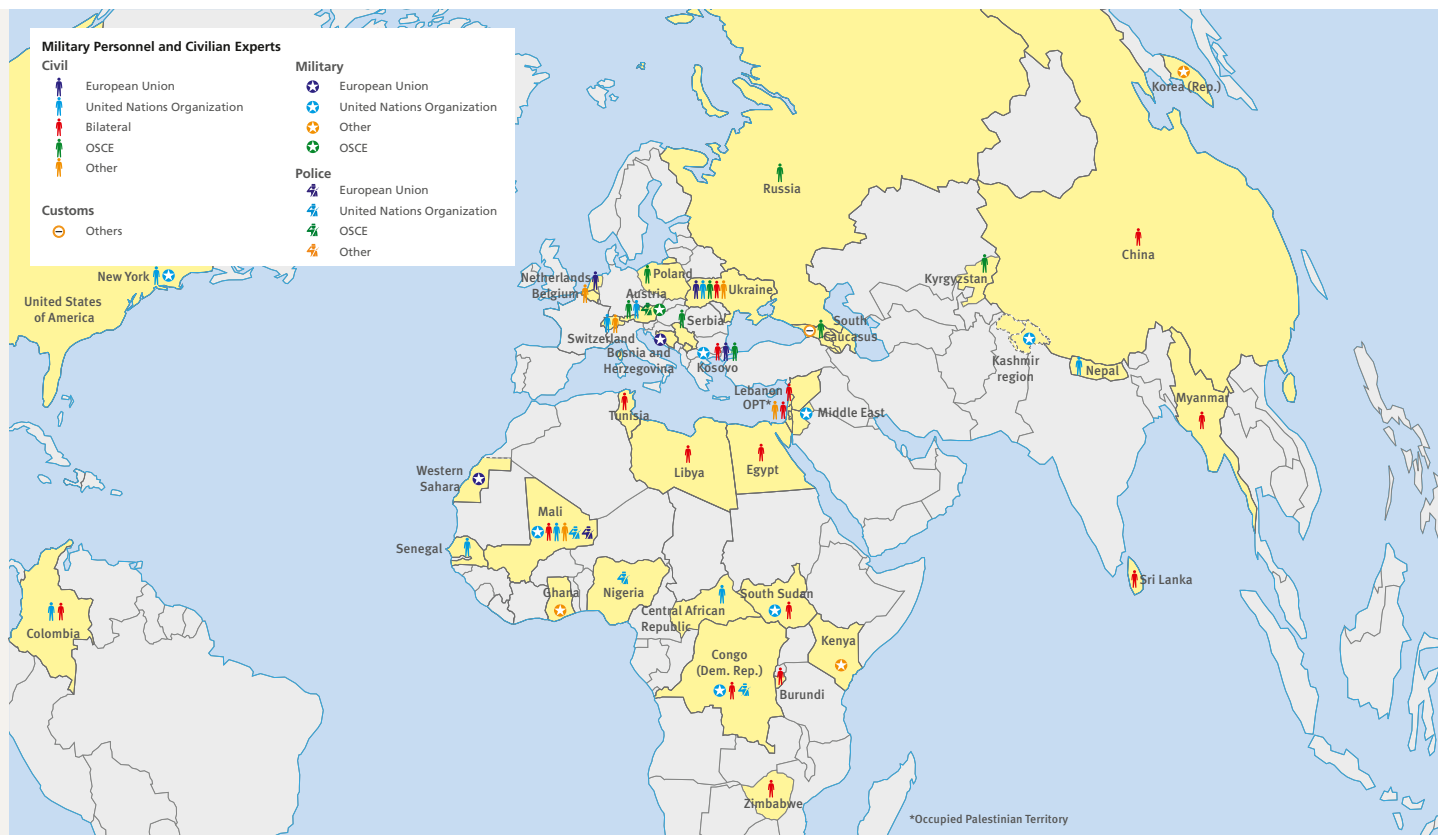 Military Personnel and Civilian Experts
Civil
European Union
United Nations Organization
Bilateral
OSCE
Other
Customs
Others
Military
European Union
United Nations Organization
Other
OSCE
Police
European Union
United Nations Organization
OSCE
Other
Korea (Rep.)
Russia
China
New York
United States
of America
Netherlands
Belgium
Poland
Austria
Ukraine
Kyrgyzstan
Switzerland
Serbia
South
Caucasus
Bosnia and
Herzegovina
Kosovo
Kashmir
region
Nepal
Lebanon
OPT*
Middle East
Tunisia
Myanmar
Western
Sahara
Libya
Egypt
Mali
Senegal
Ghana
Nigeria
Central African
Republic
South Sudan
Sri Lanka
Colombia
Kenya
Congo
(Dem. Rep.)
Burundi
Zimbabwe
*Occupied Palestinian Territory